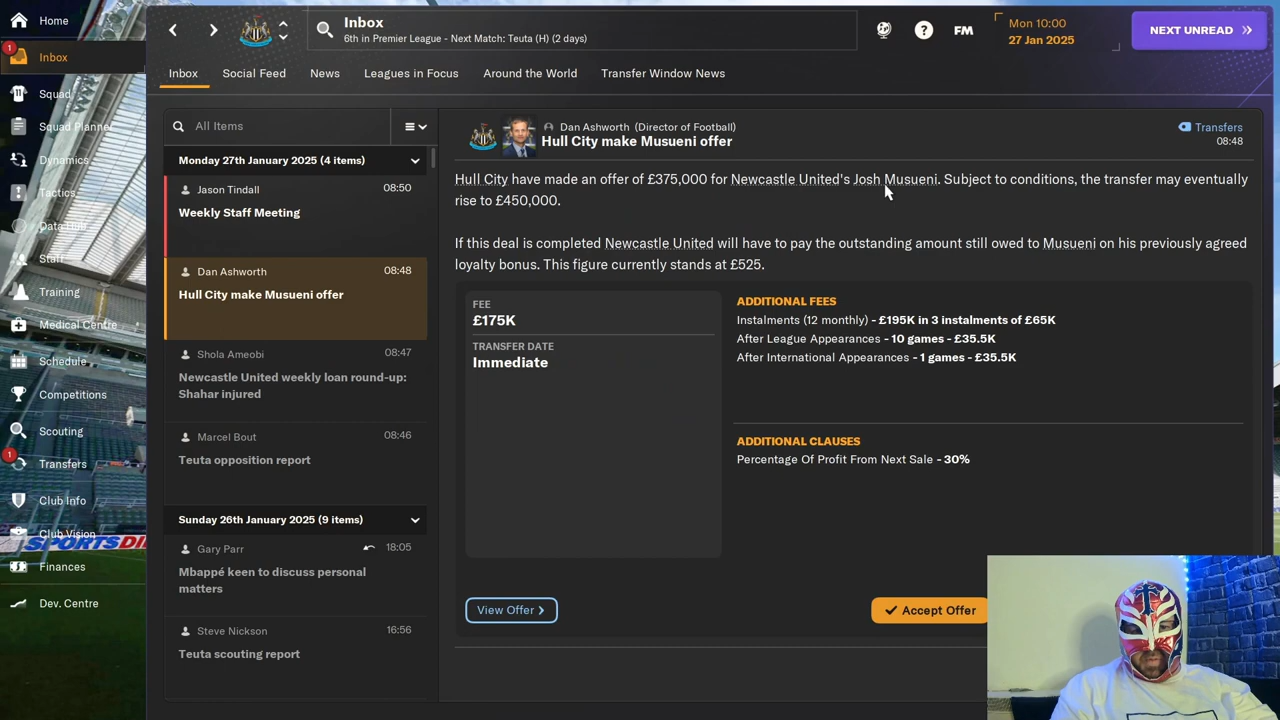 Home
1
Inbox
Squad
Squad Planner
Dynamics
Tactics
Data Hub
Staff
Training
Medical Centre
Schedule
Competitions
Scouting
1
Transfers
Club Info
Club Vision
Finances
Dev. Centre
SPORTS DI
Inbox
6th in Premier League - Next Match: Teuta (H) (2 days)
?
FM
Mon 10:00
27 Jan 2025
NEXT UNREAD
Inbox
Social Feed
News
Leagues in Focus
Around the World
Transfer Window News
All Items
Monday 27th January 2025 (4 items)
Jason Tindall
08:50
Weekly Staff Meeting
Dan Ashworth
08:48
Hull City make Musueni offer
Shola Ameobi
08:47
Newcastle United weekly loan round-up:
Shahar injured
Marcel Bout
08:46
Teuta opposition report
Sunday 26th January 2025 (9 items)
Gary Parr
18:05
Mbappé keen to discuss personal
matters
Steve Nickson
16:56
Teuta scouting report
Dan Ashworth (Director of Football)
Hull City make Musueni offer
Transfers
08:48
Hull City have made an offer of £375,000 for Newcastle United's Josh Musueni. Subject to conditions, the transfer may eventually
rise to £450,000.
If this deal is completed Newcastle United will have to pay the outstanding amount still owed to Musueni on his previously agreed
loyalty bonus. This figure currently stands at £525.
FEE
£175K
TRANSFER DATE
Immediate
ADDITIONAL FEES
Instalments (12 monthly) - £195K in 3 instalments of £65K
After League Appearances - 10 games - £35.5K
After International Appearances - 1 games - £35.5K
ADDITIONAL CLAUSES
Percentage Of Profit From Next Sale - 30%
View Offer
Accept Offer